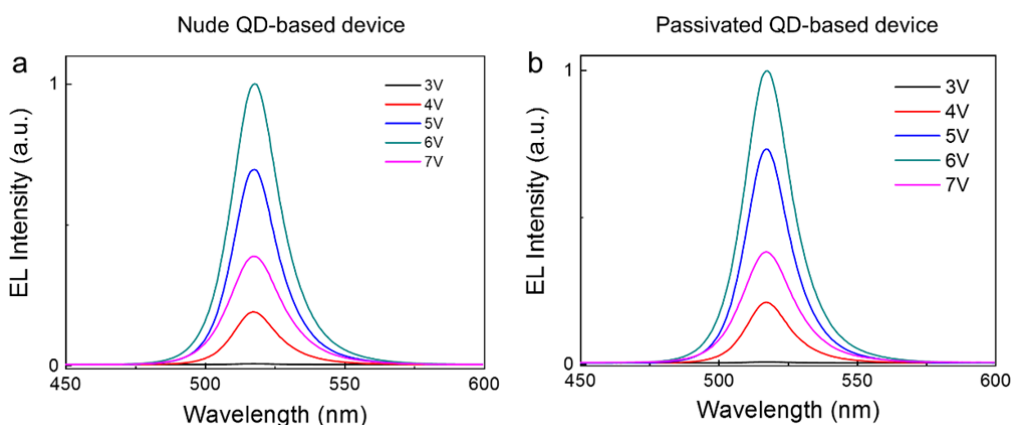 Nude QD-based device
Passivated QD-based device
a
EL Intensity (a.u.)
1
0
3V
4V
5V
6V
7V
450
500
550
600
Wavelength (nm)
b
EL Intensity (a.u.)
1
0
3V
4V
5V
6V
7V
450
500
550
600
Wavelength (nm)